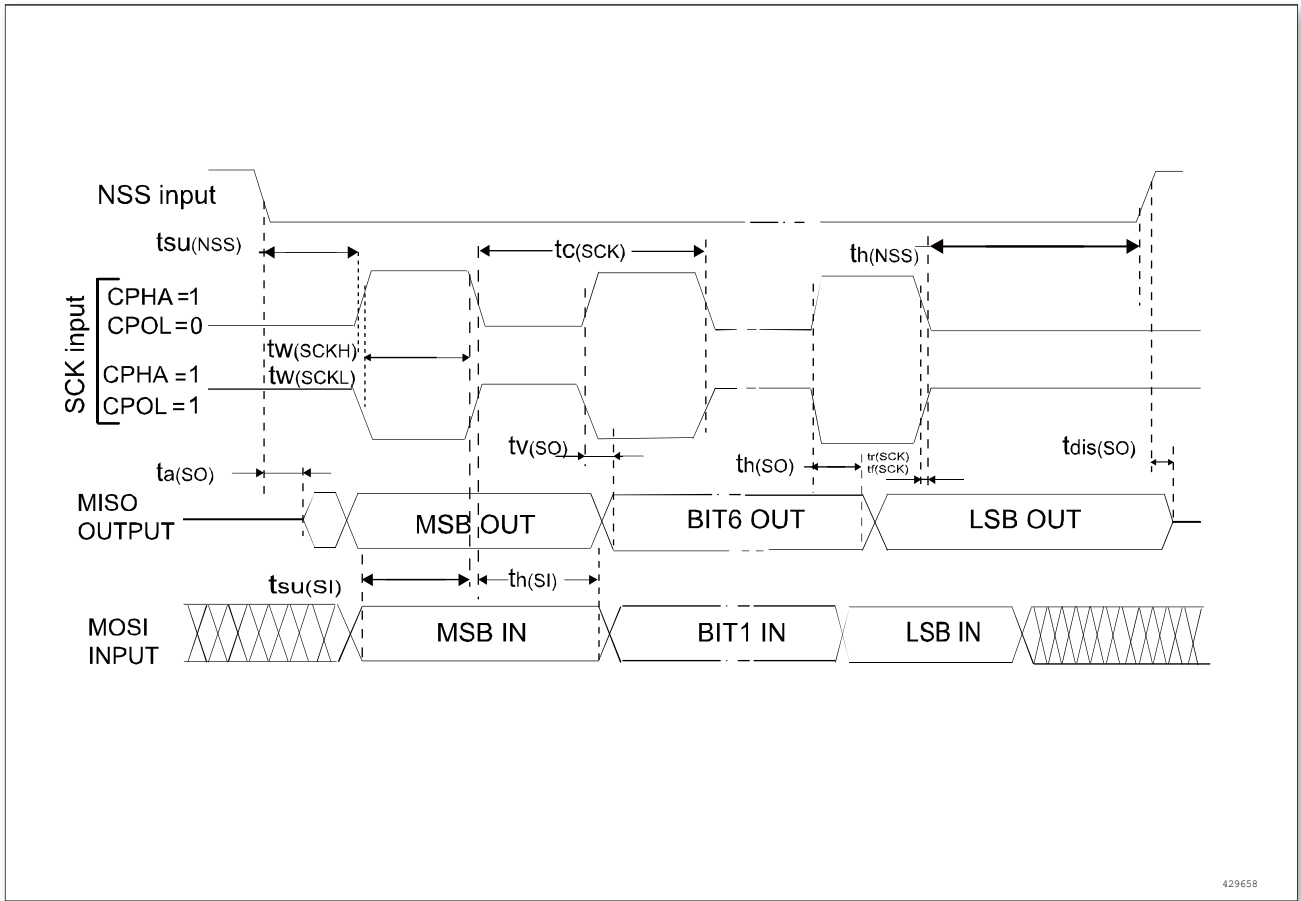 NSS input
tsu(NSS)
tc(SCK)
th(NSS)
SCK input
CPHA=1
CPOL=0
tw(SCKH)
tw(SCKL)
CPHA=1
CPOL=1
tv(SO)
th(SO)
tr(SCK)
tf(SCK)
tdis(SO)
ta(SO)
MISO
OUTPUT
MSB OUT
BIT6 OUT
LSB OUT
tsu(SI)
th(SI)
MOSI
INPUT
MSB IN
BIT1 IN
LSB IN
429658